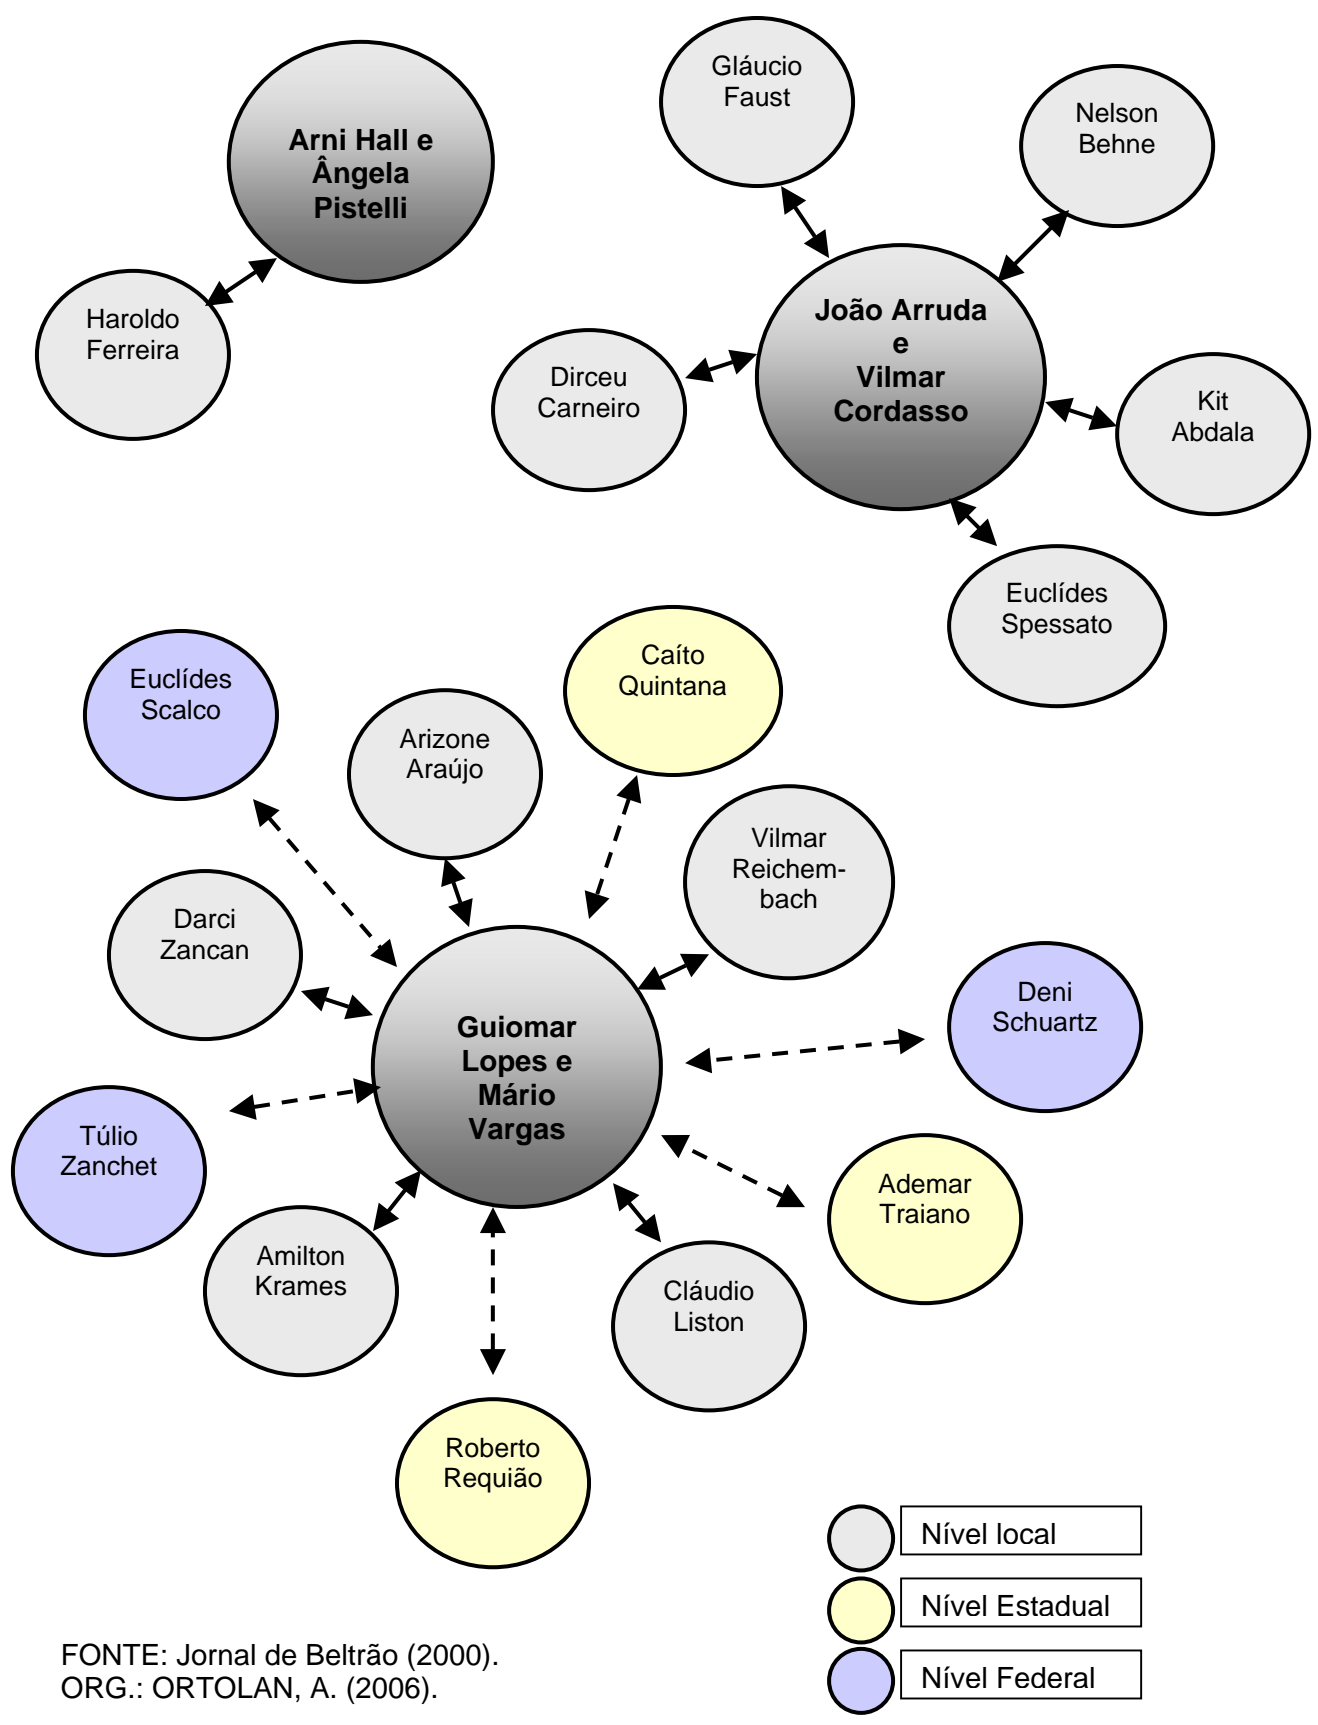 Arni Hall e
Ângela
Pistelli
Haroldo
Ferreira
Gláucio
Faust
Nelson
Behne
João Arruda
e
Vilmar
Cordasso
Dirceu
Carneiro
Kit
Abdala
Euclídes
Spessato
Euclídes
Scalco
Arizone
Araújo
Caíto
Quintana
Vilmar
Reichem-
bach
Darci
Zancan
Guiomar
Lopes e
Mário
Vargas
Deni
Schuartz
Túlio
Zanchet
Ademar
Traiano
Amilton
Krames
Cláudio
Liston
Roberto
Requião
Nível local
Nível Estadual
Nível Federal
FONTE: Jornal de Beltrão (2000).
ORG.: ORTOLAN, A. (2006).